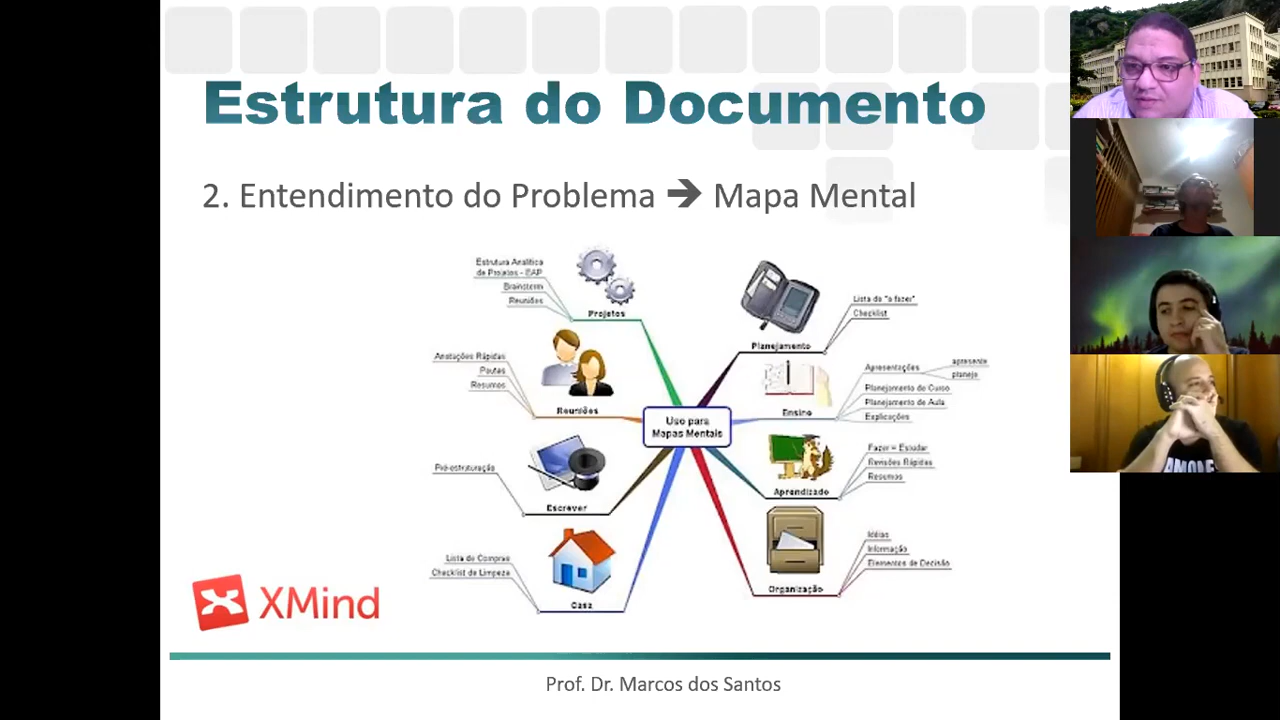 Estrutura do Documento
2. Entendimento do Problema ➔ Mapa Mental
Estrutura Analítica
de Projetos - EAP
Brainstorm
Reuniões
Projetos
Lista de "a fazer"
Checklist
Planejamento
Anotações Rápidas
Pautas
Resumos
Reuniões
apresente
planeje
Apresentações
Planejamento de Curso
Planejamento de Aula
Explicações
Ensino
Uso para
Mapas Mentais
Pré-estruturação
Escrever
Fazer = Estudar
Revisões Rápidas
Resumos
Aprendizado
Lista de Compras
Checklist de Limpeza
Casa
Idéias
Informação
Elementos de Decisão
Organização
XMind
Prof. Dr. Marcos dos Santos